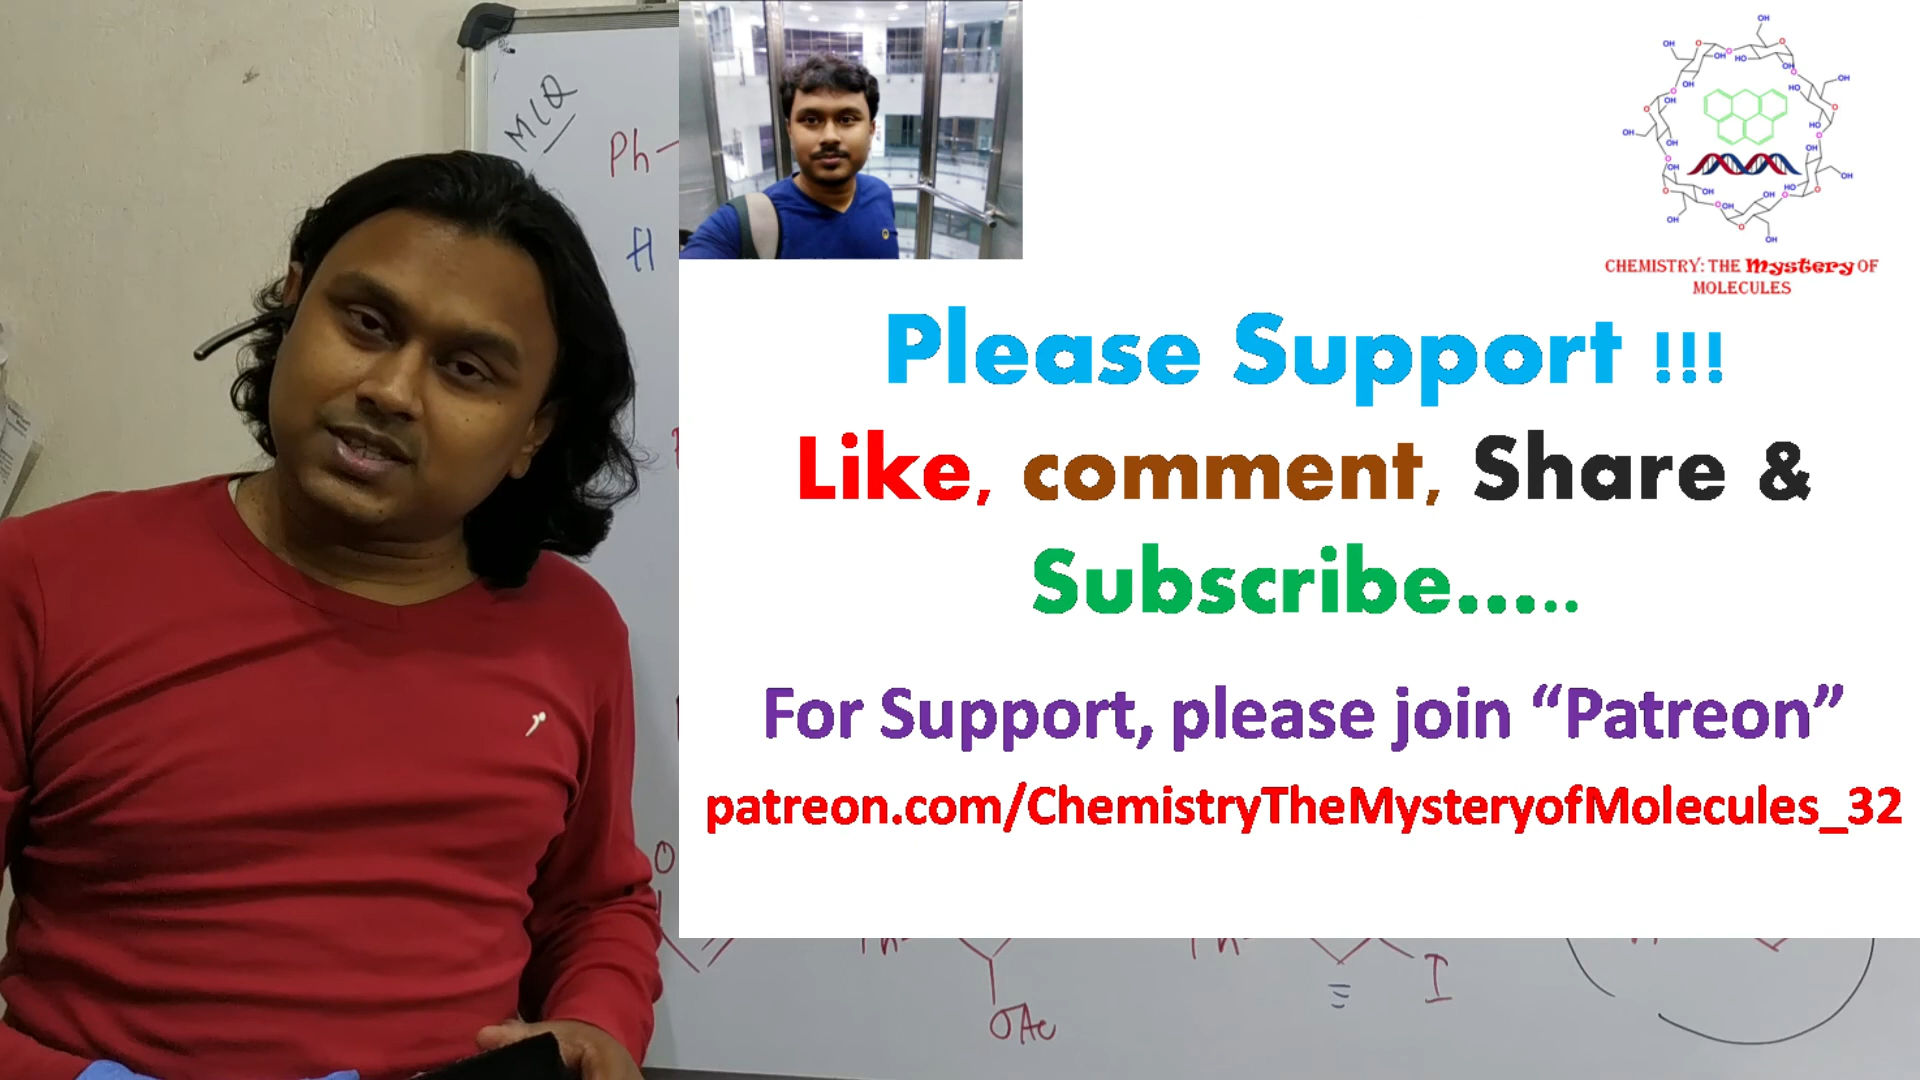 MCQ
Ph
H
CHEMISTRY: THE Mystery OF
MOLECULES
Please Support !!!
Like, comment, Share &
Subscribe.....
For Support, please join “Patreon”
patreon.com/ChemistryTheMysteryofMolecules_32
O
I
OAc